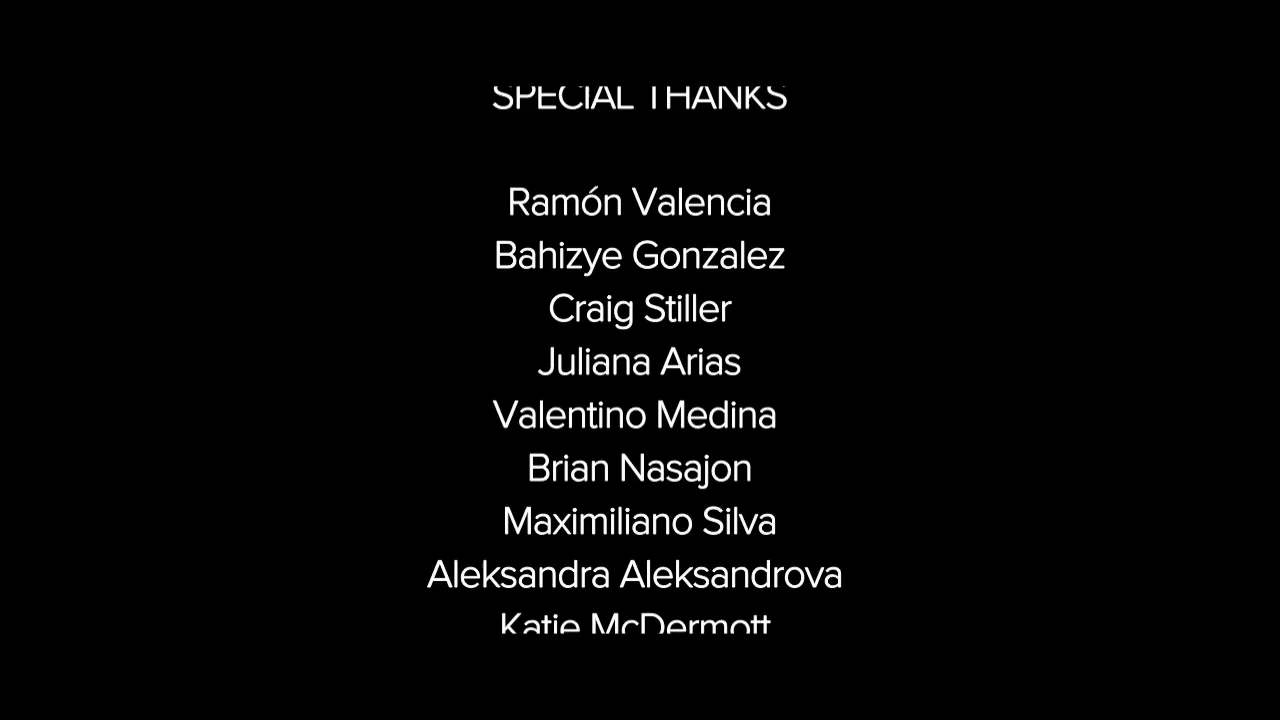 SPECIAL THANKS
Ramón Valencia
Bahizye Gonzalez
Craig Stiller
Juliana Arias
Valentino Medina
Brian Nasajon
Maximiliano Silva
Aleksandra Aleksandrova
Katie McDermott